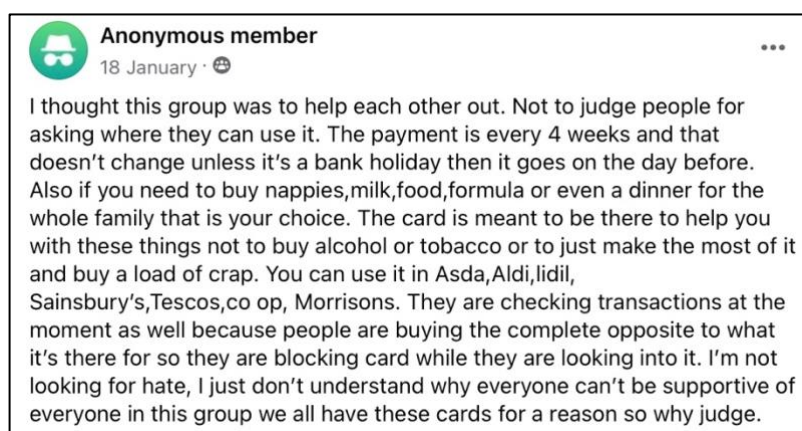 Anonymous member
18 January ·
I thought this group was to help each other out. Not to judge people for
asking where they can use it. The payment is every 4 weeks and that
doesn't change unless it's a bank holiday then it goes on the day before.
Also if you need to buy nappies,milk,food,formula or even a dinner for the
whole family that is your choice. The card is meant to be there to help you
with these things not to buy alcohol or tobacco or to just make the most of it
and buy a load of crap. You can use it in Asda,Aldi,lidil,
Sainsbury's,Tescos,co op, Morrisons. They are checking transactions at the
moment as well because people are buying the complete opposite to what
it's there for so they are blocking card while they are looking into it. I'm not
looking for hate, I just don't understand why everyone can't be supportive of
everyone in this group we all have these cards for a reason so why judge.